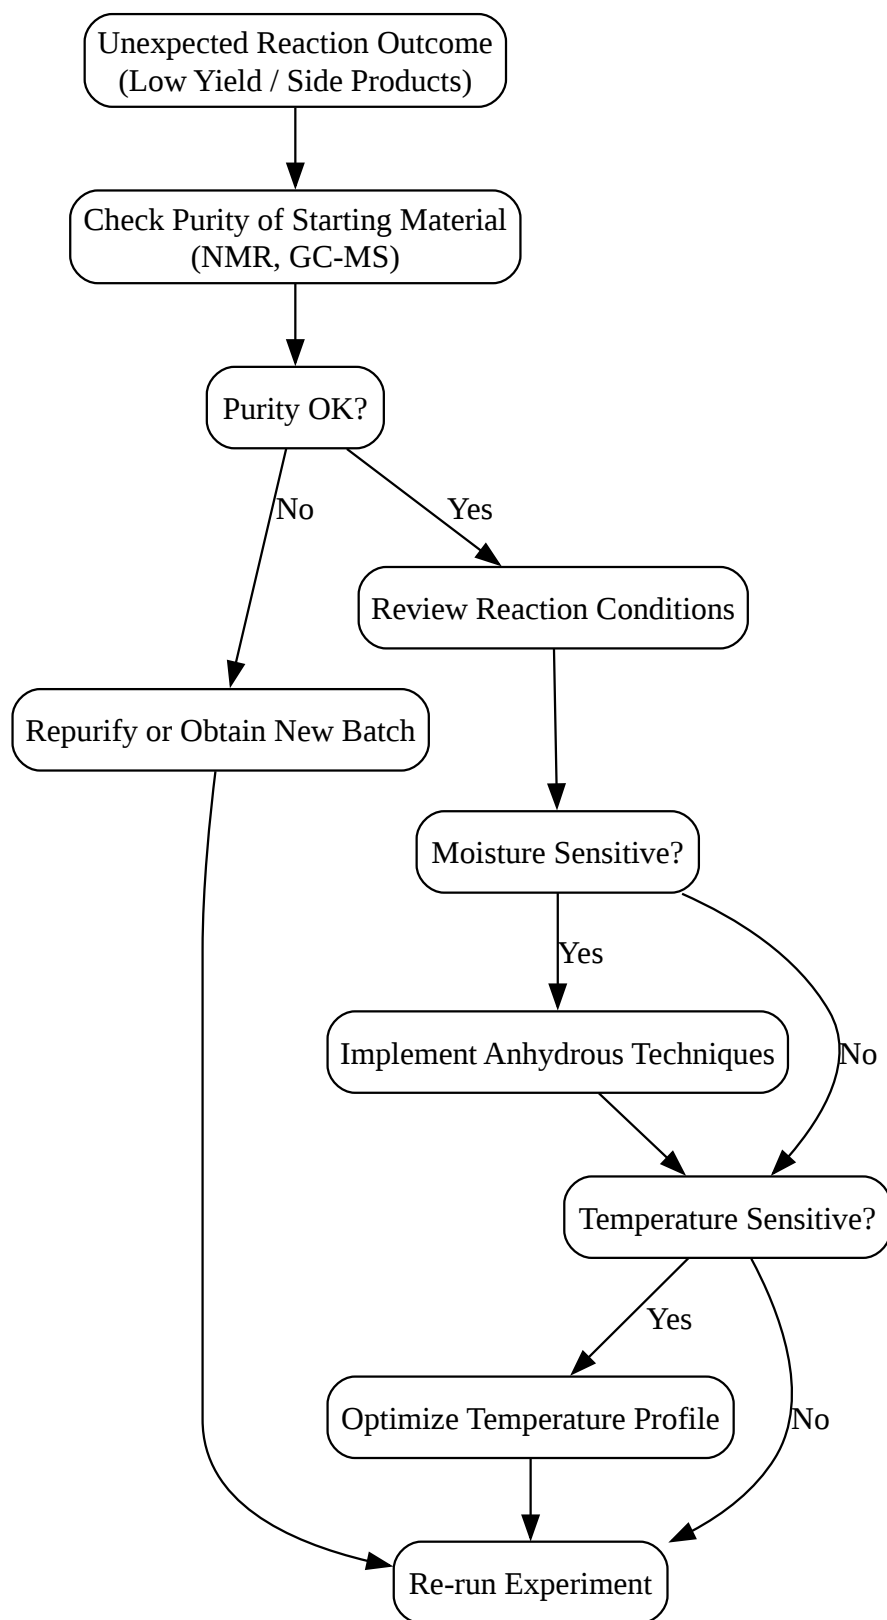 Unexpected Reaction Outcome
(Low Yield / Side Products)
Check Purity of Starting Material
(NMR, GC-MS)
Purity OK?
No
Yes
Review Reaction Conditions
Repurify or Obtain New Batch
Moisture Sensitive?
Yes
Implement Anhydrous Techniques
No
Temperature Sensitive?
Yes
Optimize Temperature Profile
No
Re-run Experiment